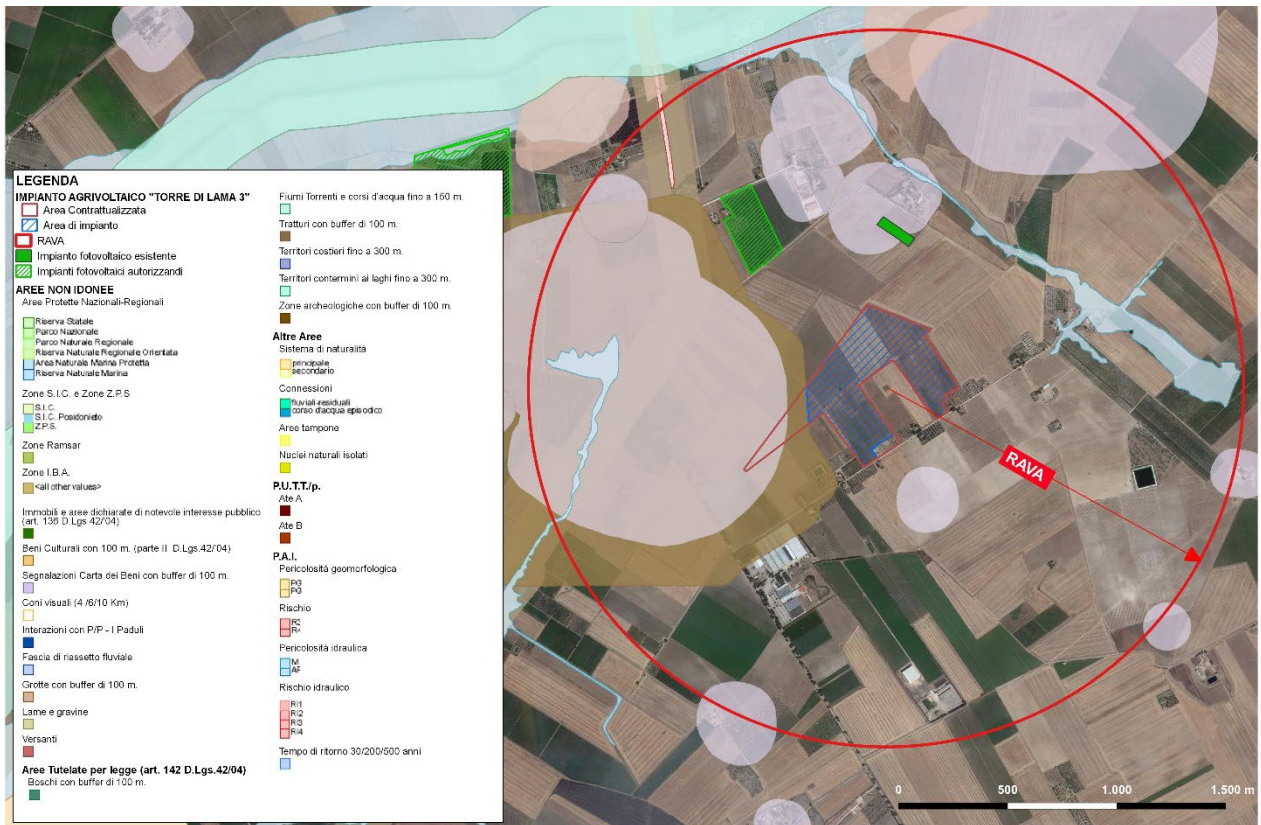 LEGENDA
IMPIANTO AGRIVOLTAICO "TORRE DI LAMA 3"
Area Contrattualizzata
Area di impianto
RAVA
Impianto fotovoltaico esistente
Impianti fotovoltaici autorizzandi
AREE NON IDONEE
Aree Protette Nazionali-Regionali
Riserva Statale
Parco Nazionale
Parco Naturale Regionale
Riserva Naturale Regionale Orientata
Area Naturale Marina Protetta
Riserva Naturale Marina
Zone S.I.C. e Zone Z.P.S
S.I.C.
S.I.C. Posidonieto
Z.P.S.
Zone Ramsar
Zone I.B.A.
<all other values>
Immobili e aree dichiarate di notevole interesse pubblico
(art. 136 D.Lgs 42/'04)
Beni Culturali con 100 m. (parte II D.Lgs.42/'04)
Segnalazioni Carta dei Beni con buffer di 100 m.
Coni visuali (4 /6/10 Km)
Interazioni con P/P - I Paduli
Fascia di riassetto fluviale
Grotte con buffer di 100 m.
Lame e gravine
Versanti
Aree Tutelate per legge (art. 142 D.Lgs.42/04)
Boschi con buffer di 100 m.
Fiumi Torrenti e corsi d'acqua fino a 150 m.
Tratturi con buffer di 100 m.
Territori costieri fino a 300 m.
Territori contermini ai laghi fino a 300 m.
Zone archeologiche con buffer di 100 m.
Altre Aree
Sistema di naturalità
principale
secondario
Connessioni
fluviali-residuali
corso d'acqua episodico
Aree tampone
Nuclei naturali isolati
P.U.T.T./p.
Ate A
Ate B
P.A.I.
Pericolosità geomorfologica
PG
PG
Rischio
Pericolosità idraulica
Rischio idraulico
RI1
RI2
RI3
RI4
Tempo di ritorno 30/200/500 anni
RAVA
0 500 1.000 1.500 m